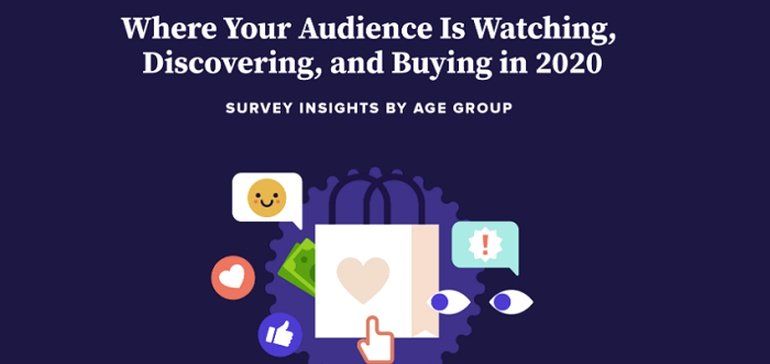 Where Your Audience Is Watching,
Discovering, and Buying in 2020
SURVEY INSIGHTS BY AGE GROUP
!